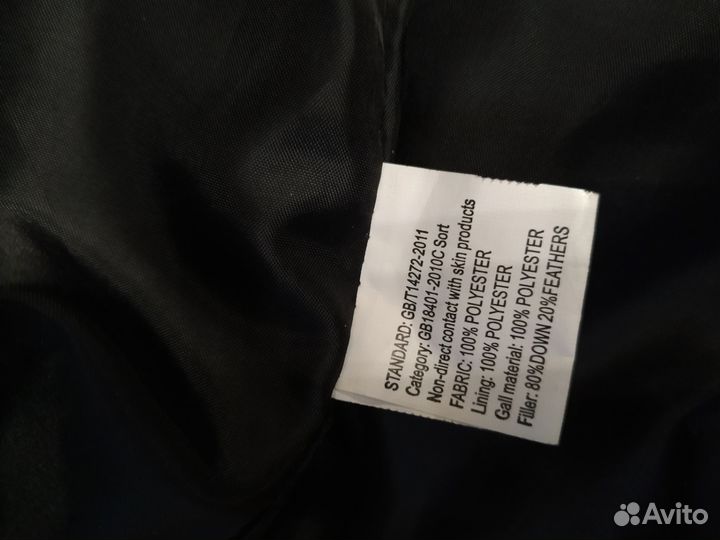 STANDARD: GB/T14272-2011
Category: GB18401-2010C Sort
Non-direct contact with skin products
FABRIC: 100% POLYESTER
Lining: 100% POLYESTER
Gall material: 100% POLYESTER
Filler: 80%DOWN 20%FEATHERS
Avito